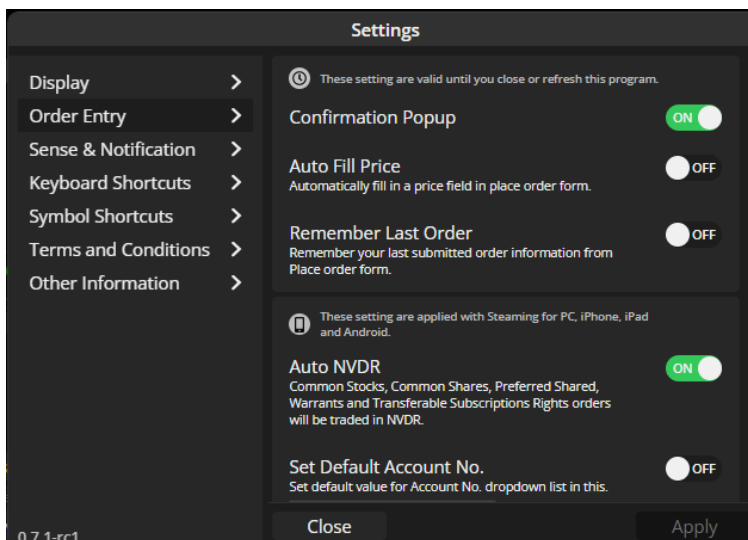 Settings
Display
Order Entry
Sense & Notification
Keyboard Shortcuts
Symbol Shortcuts
Terms and Conditions
Other Information
0.7.1-rc1
These setting are valid until you close or refresh this program.
Confirmation Popup
ON
Auto Fill Price
OFF
Automatically fill in a price field in place order form.
Remember Last Order
OFF
Remember your last submitted order information from
Place order form.
These setting are applied with Steaming for PC, iPhone, iPad
and Android.
Auto NVDR
ON
Common Stocks, Common Shares, Preferred Shared,
Warrants and Transferable Subscriptions Rights orders
will be traded in NVDR.
Set Default Account No.
OFF
Set default value for Account No. dropdown list in this.
Close
Apply